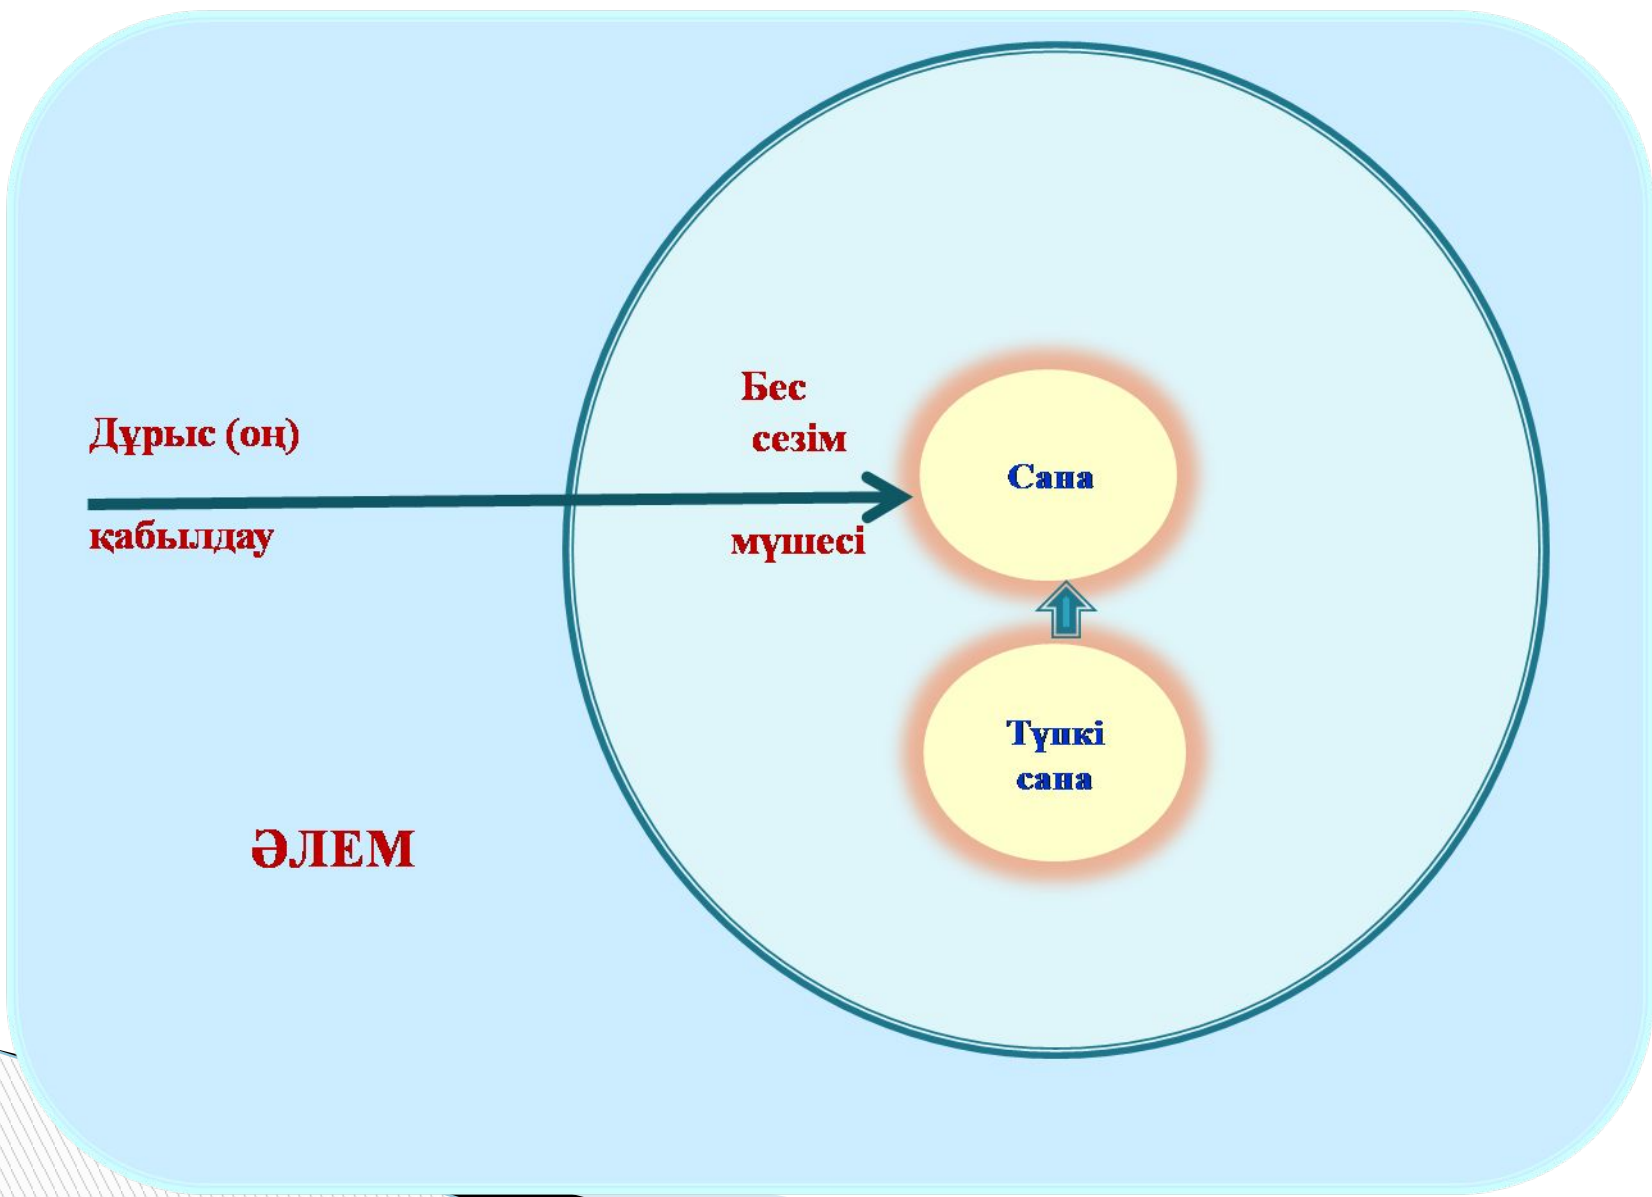 Дұрыс (оң)
қабылдау
Бес
сезім
мүшесі
Сана
Түпкі
сана
ӘЛЕМ